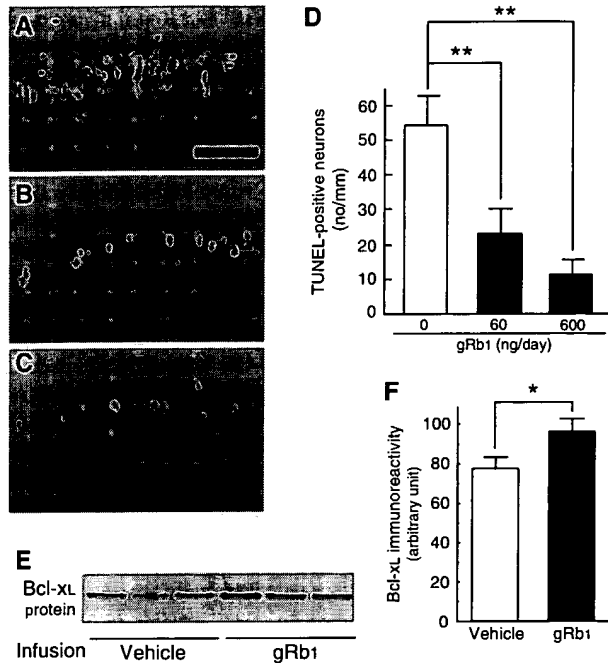 A
B
C
D
**
**
TUNEL-positive neurons
(no/mm)
60
50
40
30
20
10
0
0 60 600
gRb1 (ng/day)
E
Bcl-XL
protein
Infusion Vehicle gRb1
F
*
Bcl-XL immunoreactivity
(arbitrary unit)
100
80
60
40
20
0
Vehicle gRb1